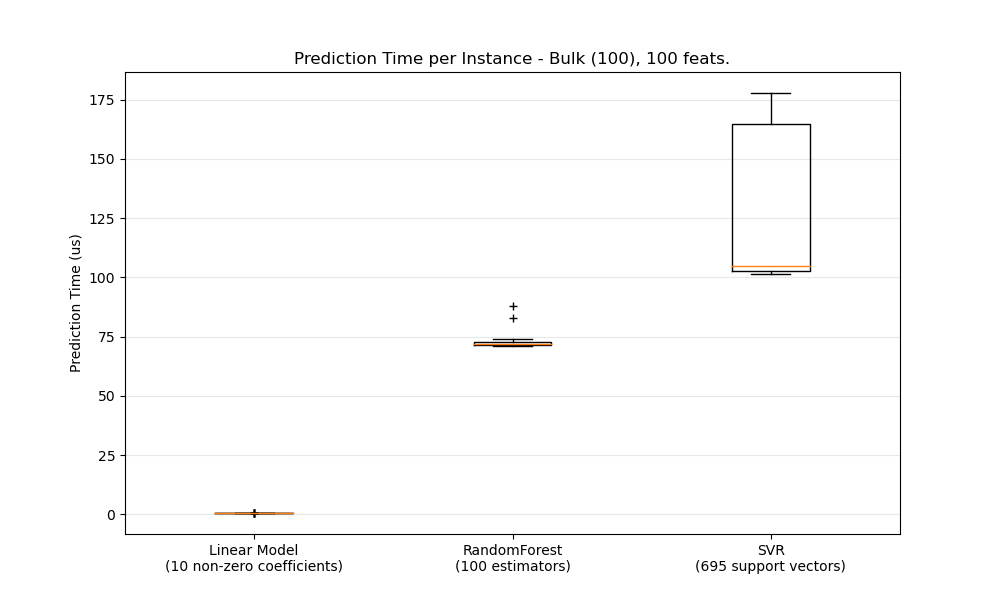 Prediction Time per Instance - Bulk (100), 100 feats.
Prediction Time (us)
175
150
125
100
75
50
25
0
Linear Model
(10 non-zero coefficients)
RandomForest
(100 estimators)
SVR
(695 support vectors)